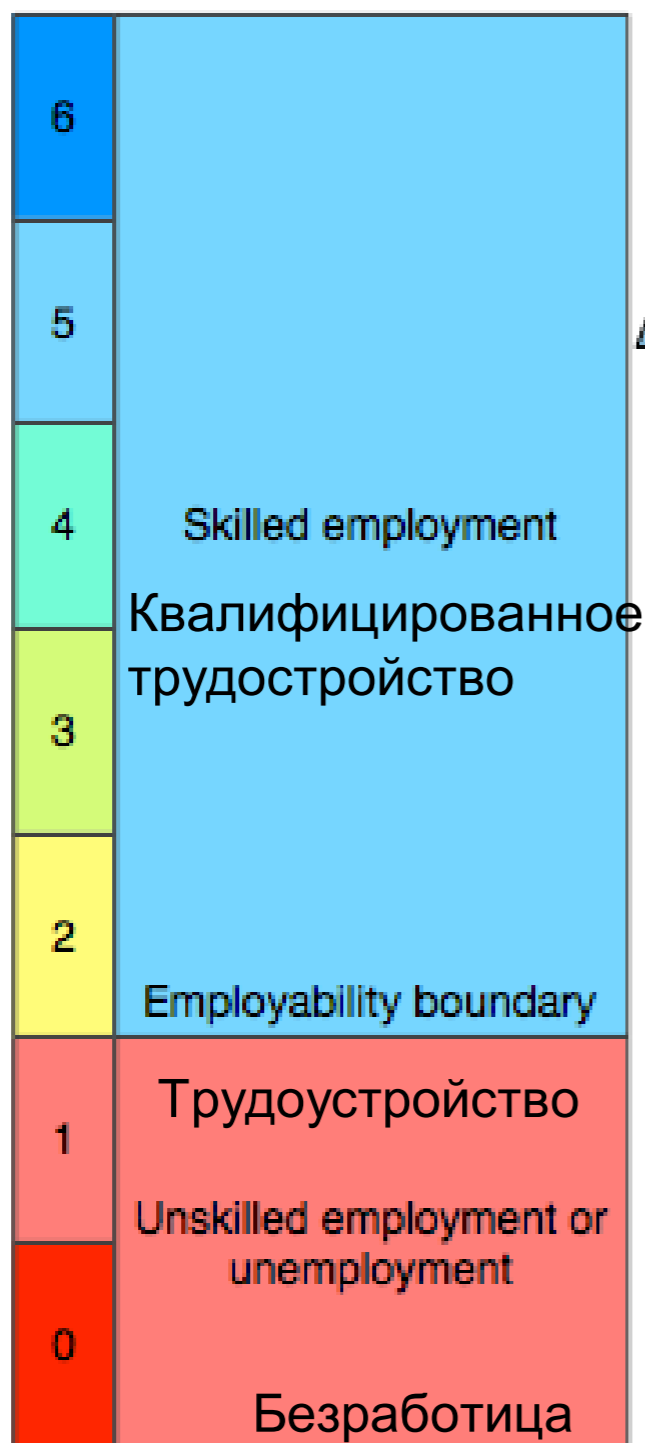 6
5
4
Skilled employment
Квалифицированное
трудостройство
3
2
Employability boundary
Трудоустройство
1
Unskilled employment or
unemployment
0
Безработица